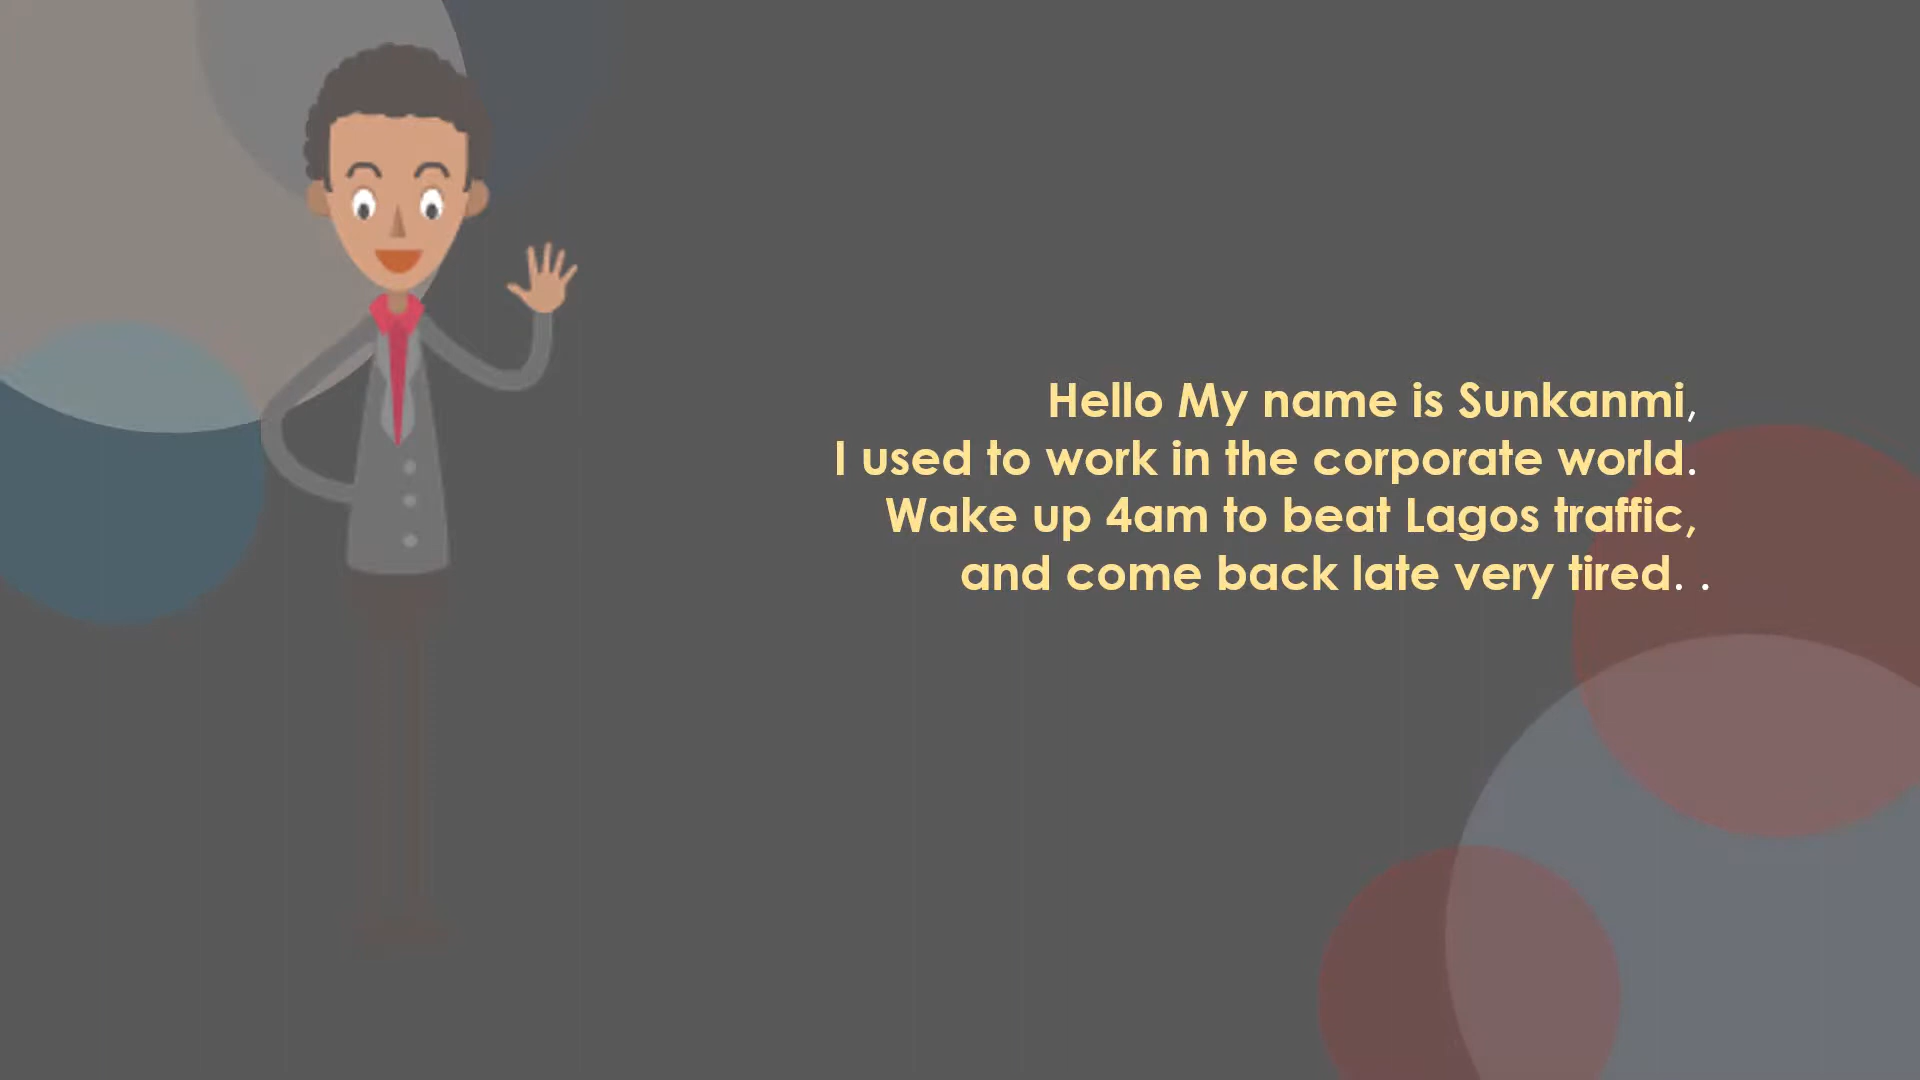 Hello My name is Sunkanmi,
I used to work in the corporate world.
Wake up 4am to beat Lagos traffic,
and come back late very tired. .